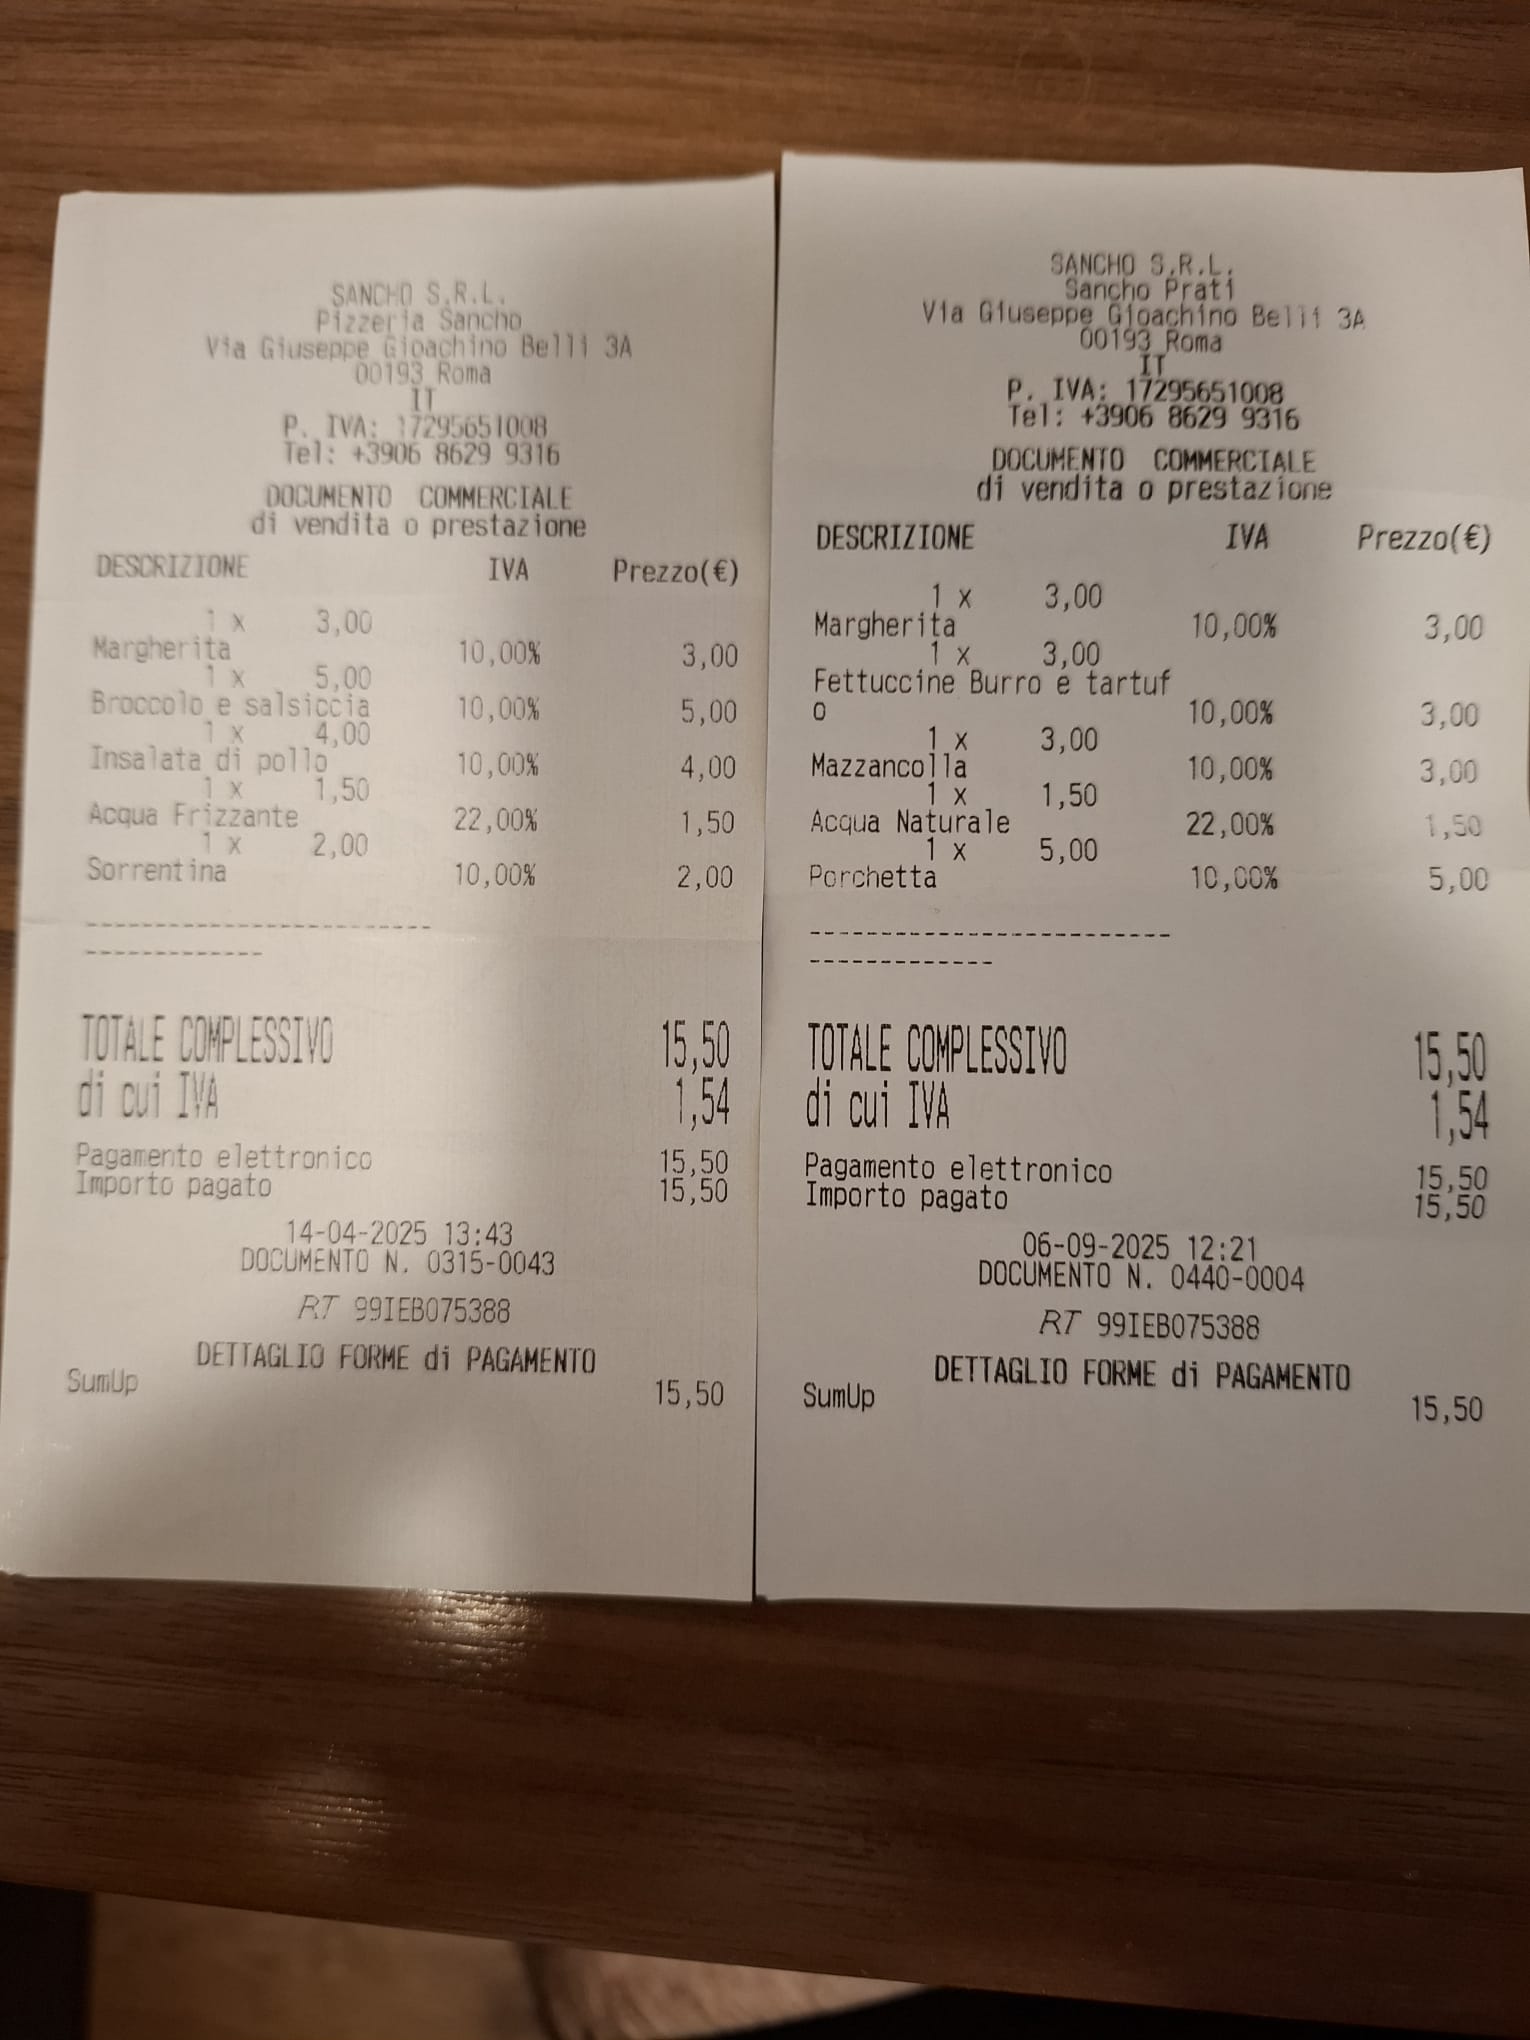 SANCHO S.R.L.
Pizzeria Sancho
Via Giuseppe Gioachino Belli 3A
00193 Roma
IT
P. IVA: 17295651008
Tel: +3906 8629 9316
DOCUMENTO COMMERCIALE
di vendita o prestazione
DESCRIZIONE IVA Prezzo(€)
1 x 3,00
Margherita 10,00% 3,00
1 x 5,00
Broccolo e salsiccia 10,00% 5,00
1 x 4,00
Insalata di pollo 10,00% 4,00
1 x 1,50
Acqua Frizzante 22,00% 1,50
1 x 2,00
Sorrentina 10,00% 2,00
------------------------
-------------
TOTALE COMPLESSIVO 15,50
di cui IVA 1,54
Pagamento elettronico 15,50
Importo pagato 15,50
14-04-2025 13:43
DOCUMENTO N. 0315-0043
RT 99IEB075388
DETTAGLIO FORME di PAGAMENTO
SumUp 15,50
SANCHO S.R.L.
Sancho Prati
Via Giuseppe Gioachino Belli 3A
00193 Roma
IT
P. IVA: 17295651008
Tel: +3906 8629 9316
DOCUMENTO COMMERCIALE
di vendita o prestazione
DESCRIZIONE IVA Prezzo(€)
1 x 3,00
Margherita 10,00% 3,00
1 x 3,00
Fettuccine Burro e tartuf
o 10,00% 3,00
1 x 3,00
Mazzancolla 10,00% 3,00
1 x 1,50
Acqua Naturale 22,00% 1,50
1 x 5,00
Porchetta 10,00% 5,00
------------------------
-------------
TOTALE COMPLESSIVO 15,50
di cui IVA 1,54
Pagamento elettronico 15,50
Importo pagato 15,50
06-09-2025 12:21
DOCUMENTO N. 0440-0004
RT 99IEB075388
DETTAGLIO FORME di PAGAMENTO
SumUp 15,50